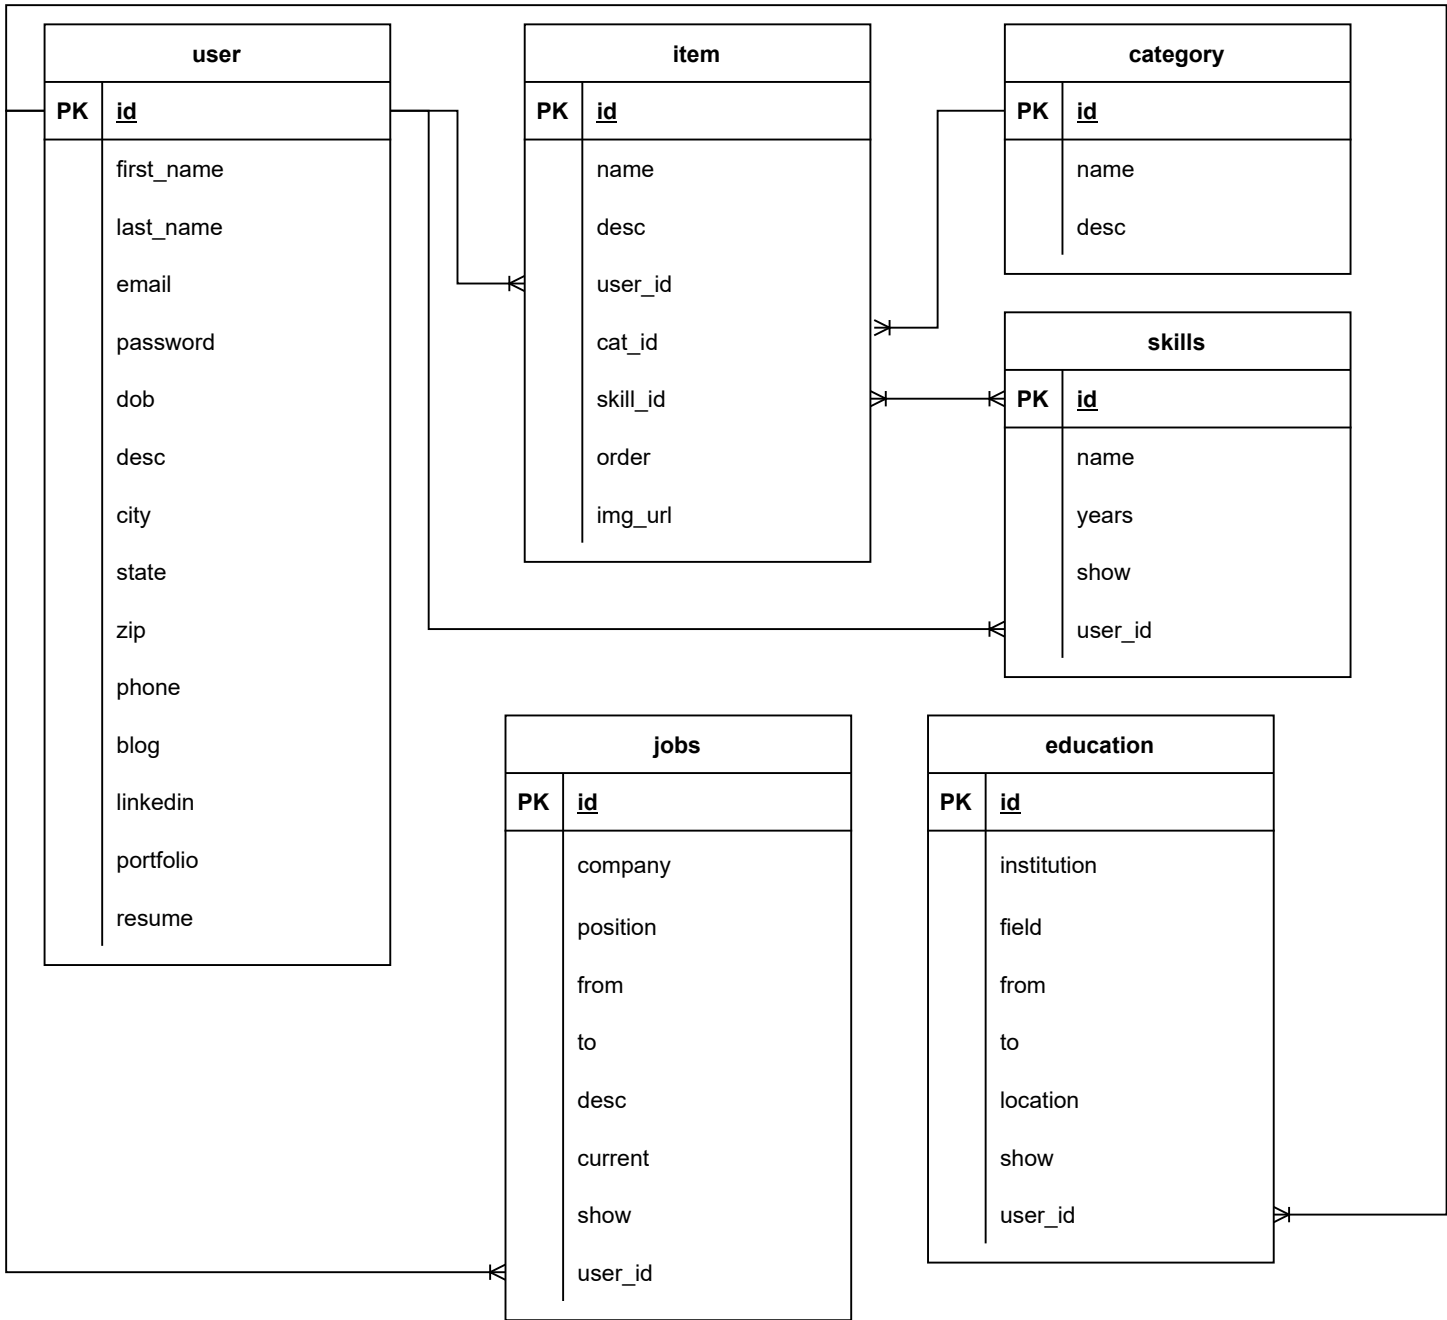 user
PK id
first_name
last_name
email
password
dob
desc
city
state
zip
phone
blog
linkedin
portfolio
resume
item
PK id
name
desc
user_id
cat_id
skill_id
order
img_url
category
PK id
name
desc
skills
PK id
name
years
show
user_id
jobs
PK id
company
position
from
to
desc
current
show
user_id
education
PK id
institution
field
from
to
location
show
user_id